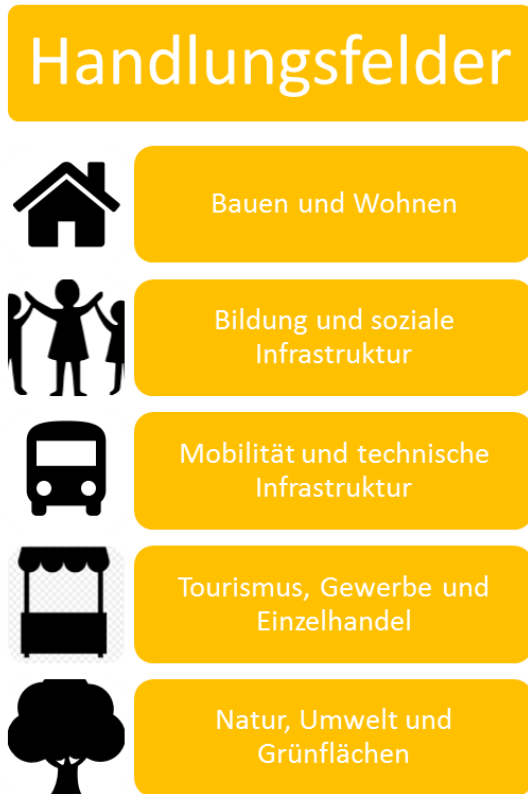 Handlungsfelder
Bauen und Wohnen
Bildung und soziale
Infrastruktur
Mobilität und technische
Infrastruktur
Tourismus, Gewerbe und
Einzelhandel
Natur, Umwelt und
Grünflächen